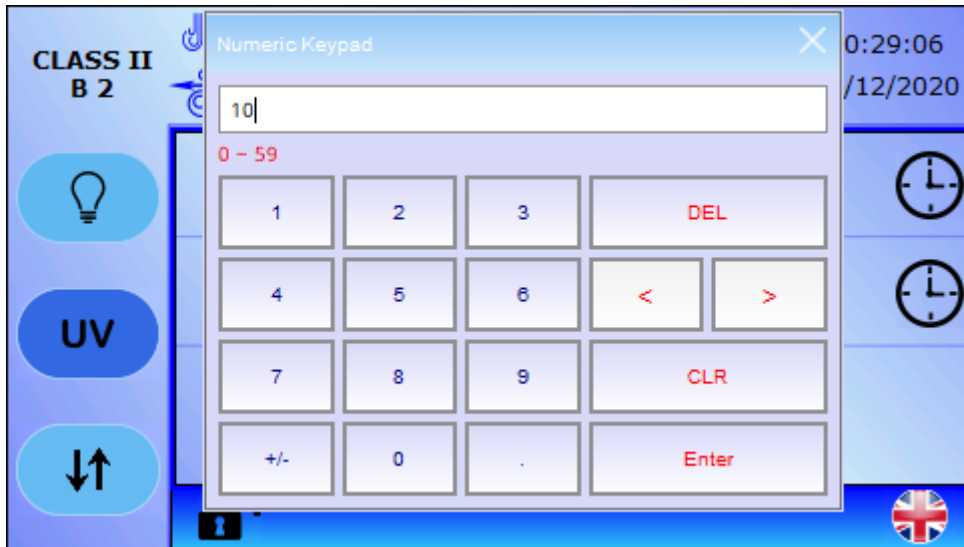 CLASS II
B 2
Numeric Keypad
0:29:06
/12/2020
10
0 ~ 59
1 2 3 DEL
4 5 6 < >
UV
7 8 9 CLR
+/- 0 . Enter